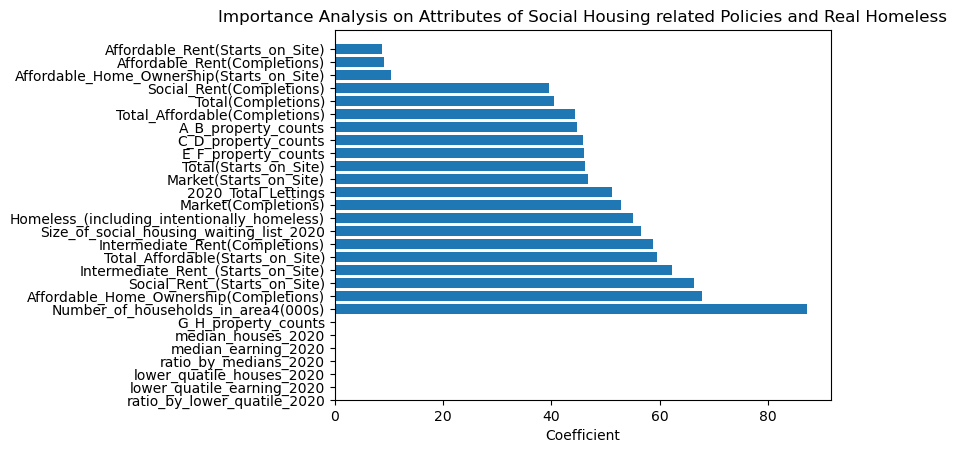 Importance Analysis on Attributes of Social Housing related Policies and Real Homeless
Affordable_Rent(Starts_on_Site)
Affordable_Rent(Completions)
Affordable_Home_Ownership(Starts_on_Site)
Social_Rent(Completions)
Total(Completions)
Total_Affordable(Completions)
A_B_property_counts
C_D_property_counts
E_F_property_counts
Total(Starts_on_Site)
Market(Starts_on_Site)
2020_Total_Lettings
Market(Completions)
Homeless_(including_intentionally_homeless)
Size_of_social_housing_waiting_list_2020
Intermediate_Rent(Completions)
Total_Affordable(Starts_on_Site)
Intermediate_Rent_(Starts_on_Site)
Social_Rent_(Starts_on_Site)
Affordable_Home_Ownership(Completions)
Number_of_households_in_area4(000s)
G_H_property_counts
median_houses_2020
median_earning_2020
ratio_by_medians_2020
lower_quatile_houses_2020
lower_quatile_earning_2020
ratio_by_lower_quatile_2020
0 20 40 60 80
Coefficient